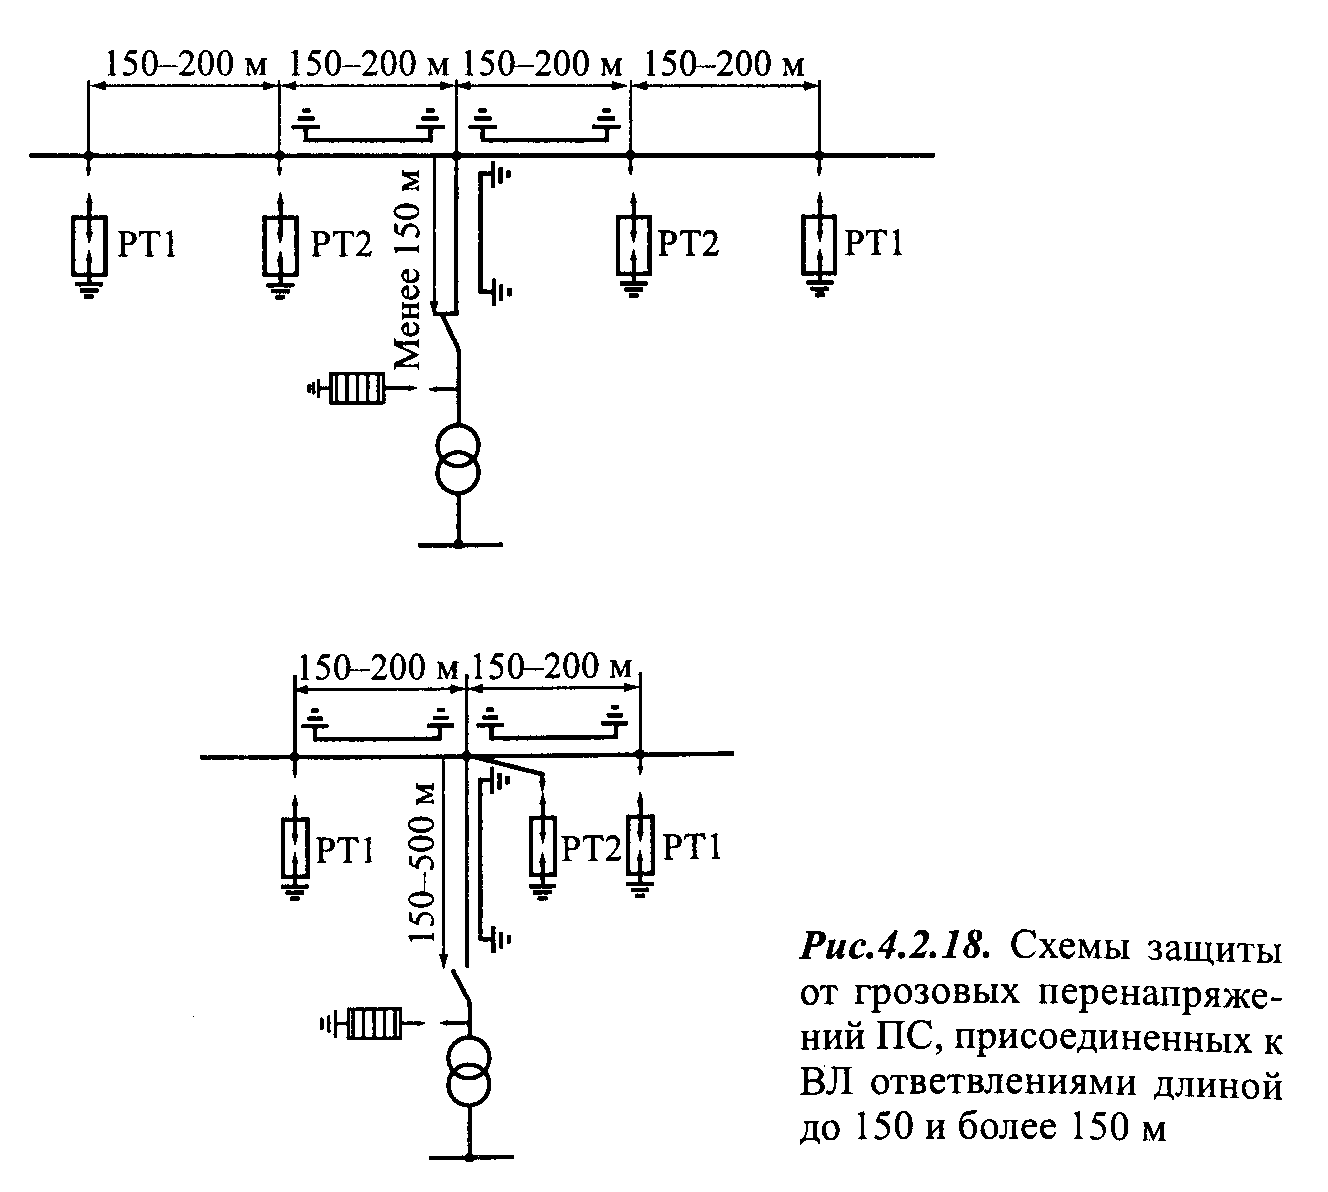 150–200 м 150–200 м 150–200 м 150–200 м
РТ1 РТ2 РТ2 РТ1
Менее 150 м
150–200 м 150–200 м
РТ1 РТ2 РТ1
150–500 м
Рис.4.2.18. Схемы защиты
от грозовых перенапряже-
ний ПС, присоединенных к
ВЛ ответвлениями длиной
до 150 и более 150 м